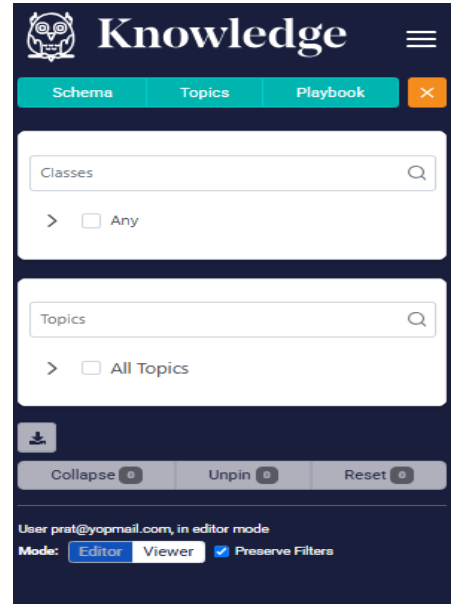 Knowledge
Schema Topics Playbook
Classes
Any
Topics
All Topics
Collapse 0 Unpin 0 Reset 0
User prat@yopmail.com, in editor mode
Mode: Editor Viewer Preserve Filters